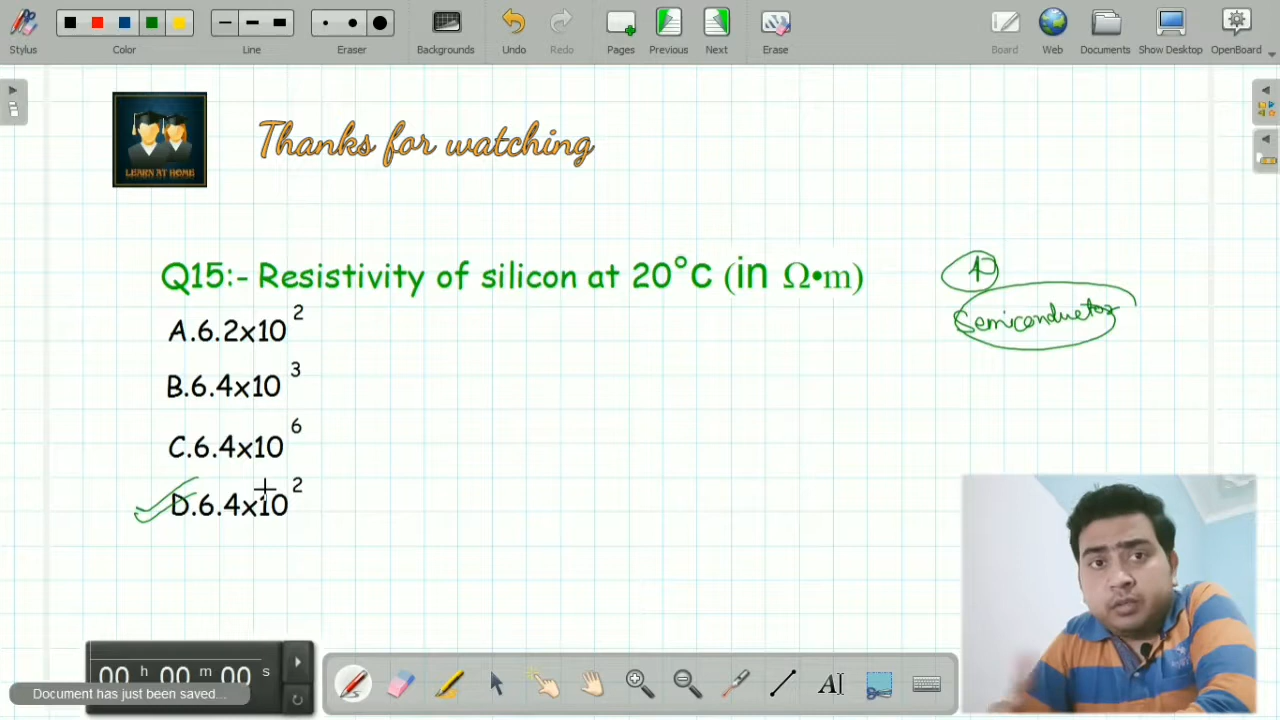 Stylus Color Line Eraser Backgrounds Undo Redo Pages Previous Next Erase Board Web Documents Show Desktop OpenBoard
LEARN AT HOME
Thanks for watching
Q15:- Resistivity of silicon at 20°C (in Ω•m)
A.6.2x10 2
B.6.4x10 3
C.6.4x10 6
D.6.4x10 2
Semiconductor
00 h 00 m 00 s
Document has just been saved...